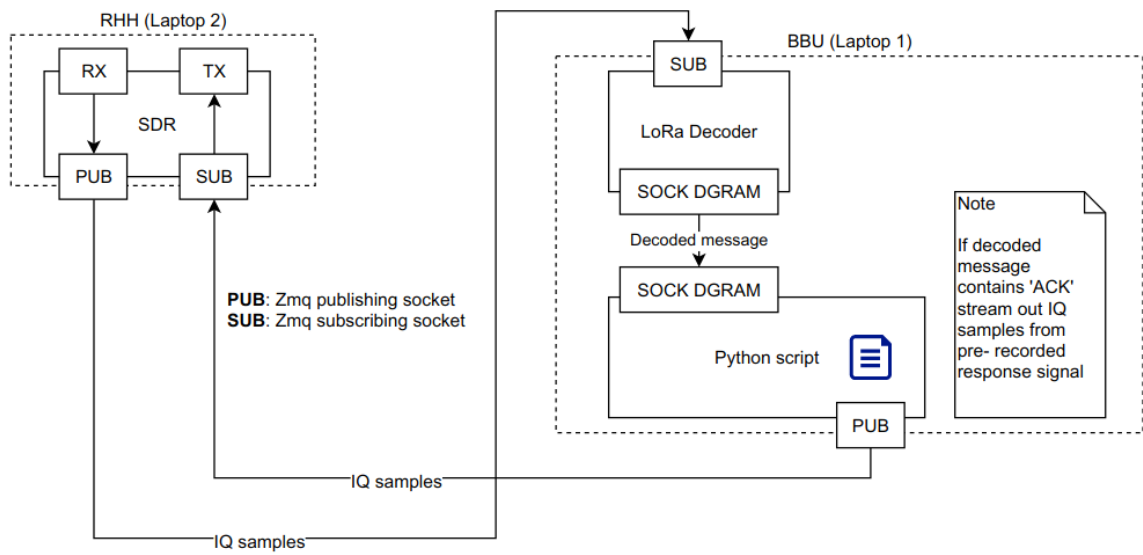 RHH (Laptop 2)
RX
TX
SDR
PUB
SUB
PUB: Zmq publishing socket
SUB: Zmq subscribing socket
IQ samples
IQ samples
BBU (Laptop 1)
SUB
LoRa Decoder
SOCK DGRAM
Decoded message
SOCK DGRAM
Python script
PUB
Note
If decoded
message
contains 'ACK'
stream out IQ
samples from
pre- recorded
response signal